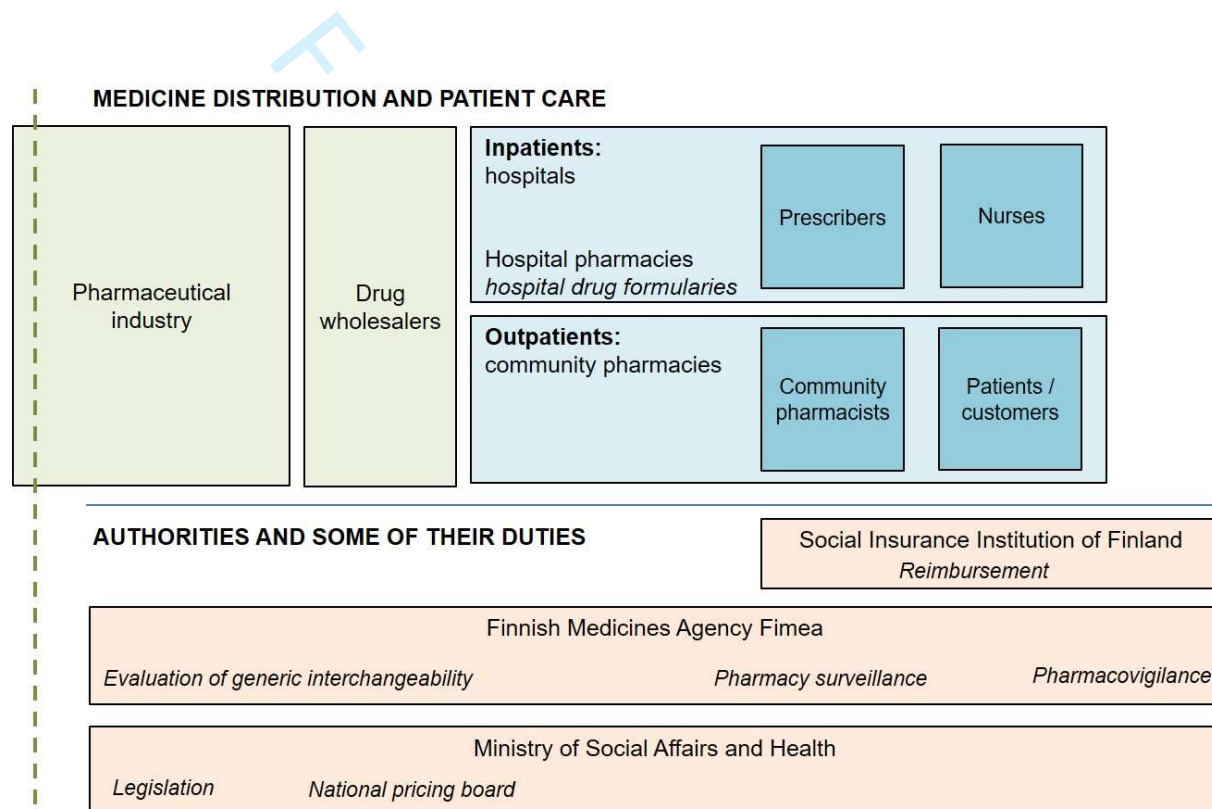 F
MEDICINE DISTRIBUTION AND PATIENT CARE
Pharmaceutical
industry
Drug
wholesalers
Inpatients:
hospitals
Hospital pharmacies
hospital drug formularies
Prescribers
Nurses
Outpatients:
community pharmacies
Community
pharmacists
Patients /
customers
AUTHORITIES AND SOME OF THEIR DUTIES
Social Insurance Institution of Finland
Reimbursement
Finnish Medicines Agency Fimea
Evaluation of generic interchangeability
Pharmacy surveillance
Pharmacovigilance
Ministry of Social Affairs and Health
Legislation
National pricing board